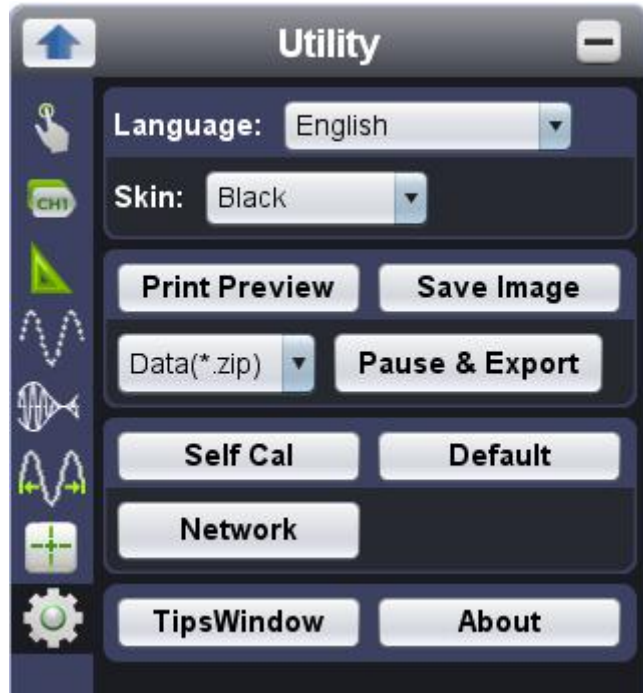 Utility
Language: English
CH1
Skin: Black
Print Preview Save Image
Data(*.zip) Pause & Export
Self Cal Default
Network
TipsWindow About